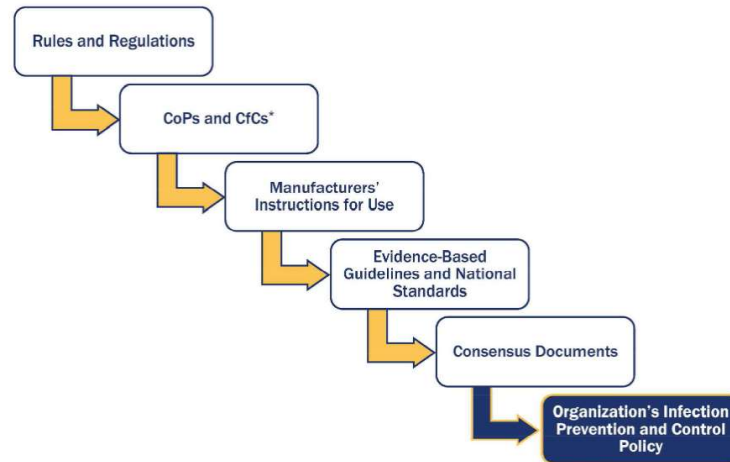 Rules and Regulations
CoPs and CfCs*
Manufacturers'
Instructions for Use
Evidence-Based
Guidelines and National
Standards
Consensus Documents
Organization's Infection
Prevention and Control
Policy